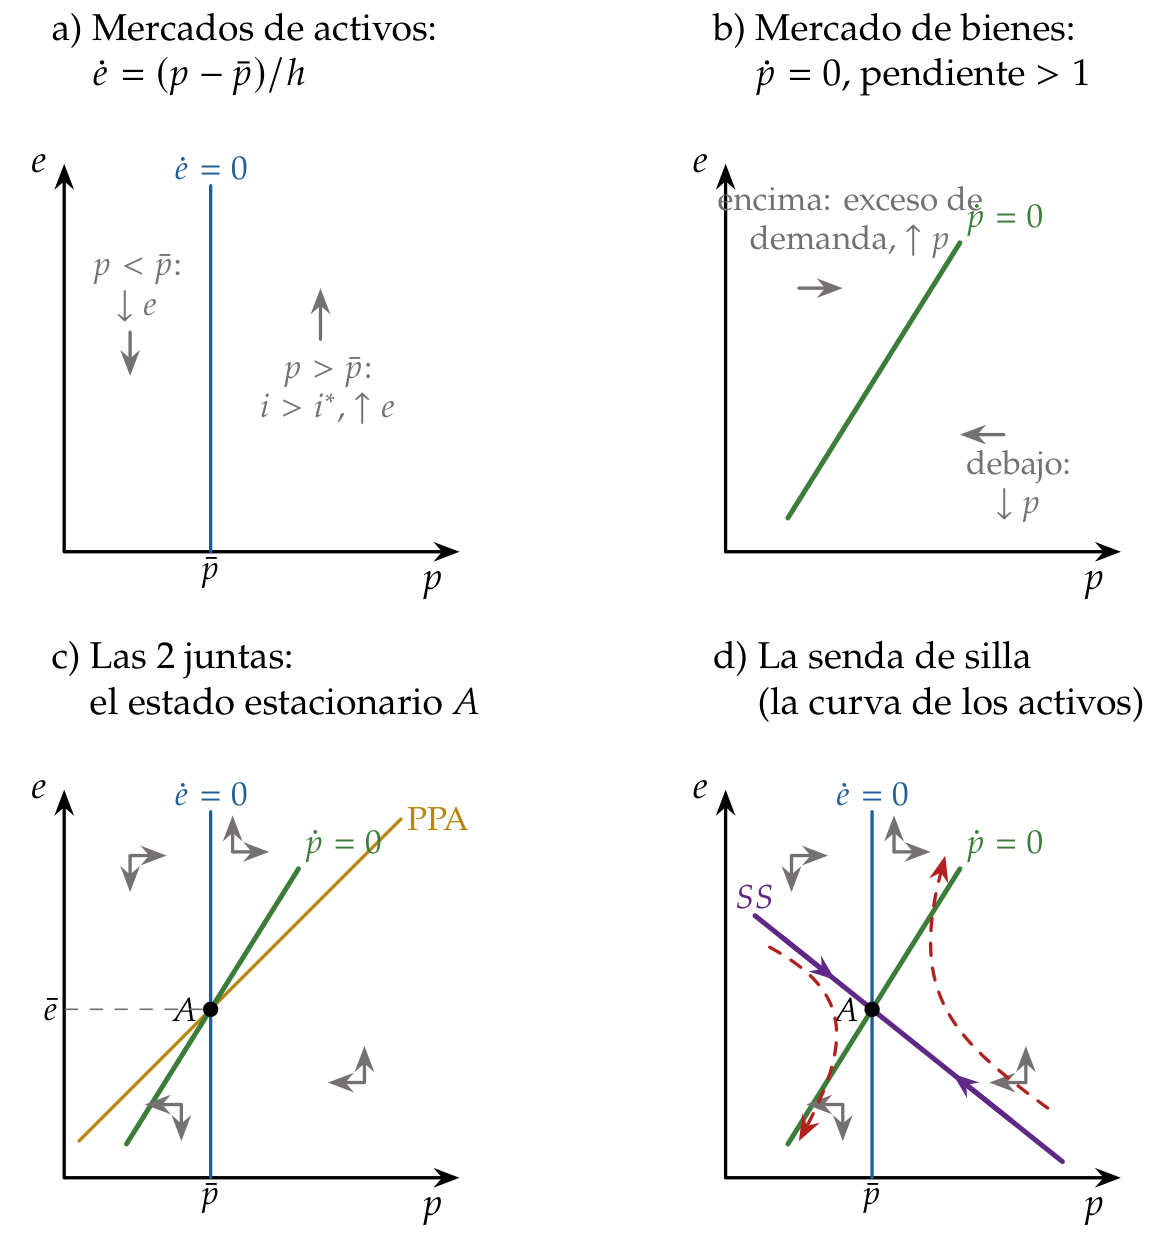 a) Mercados de activos:
ė = (p − p̄)/h
e
ė = 0
p < p̄:
↓ e
p > p̄:
i > i*, ↑ e
p̄
p
b) Mercado de bienes:
ṗ = 0, pendiente > 1
e
encima: exceso de
demanda, ↑ p
ṗ = 0
debajo:
↓ p
p
c) Las 2 juntas:
el estado estacionario A
e
ė = 0
PPA
ṗ = 0
ē
A
p̄
p
d) La senda de silla
(la curva de los activos)
e
ė = 0
ṗ = 0
SS
A
p̄
p